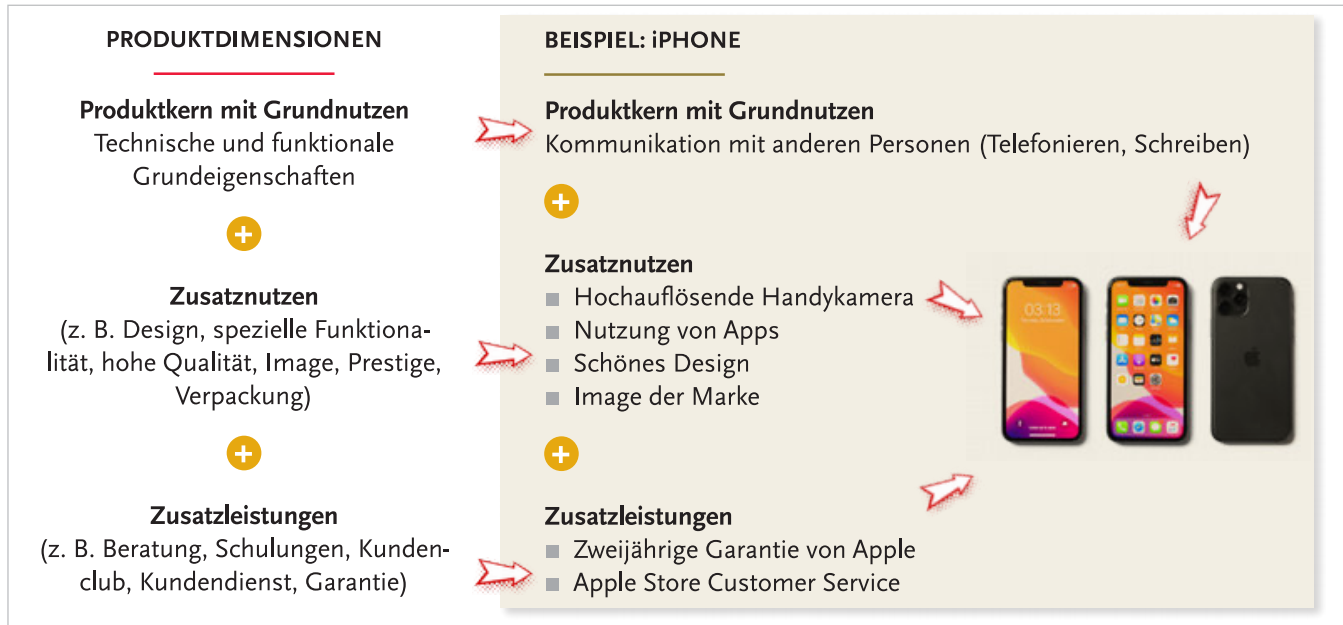 PRODUKTDIMENSIONEN
Produktkern mit Grundnutzen
Technische und funktionale
Grundeigenschaften
+
Zusatznutzen
(z. B. Design, spezielle Funktiona-
lität, hohe Qualität, Image, Prestige,
Verpackung)
+
Zusatzleistungen
(z. B. Beratung, Schulungen, Kunden-
club, Kundendienst, Garantie)
BEISPIEL: iPHONE
Produktkern mit Grundnutzen
Kommunikation mit anderen Personen (Telefonieren, Schreiben)
+
Zusatznutzen
Hochauflösende Handykamera
Nutzung von Apps
Schönes Design
Image der Marke
+
Zusatzleistungen
Zweijährige Garantie von Apple
Apple Store Customer Service
03:13